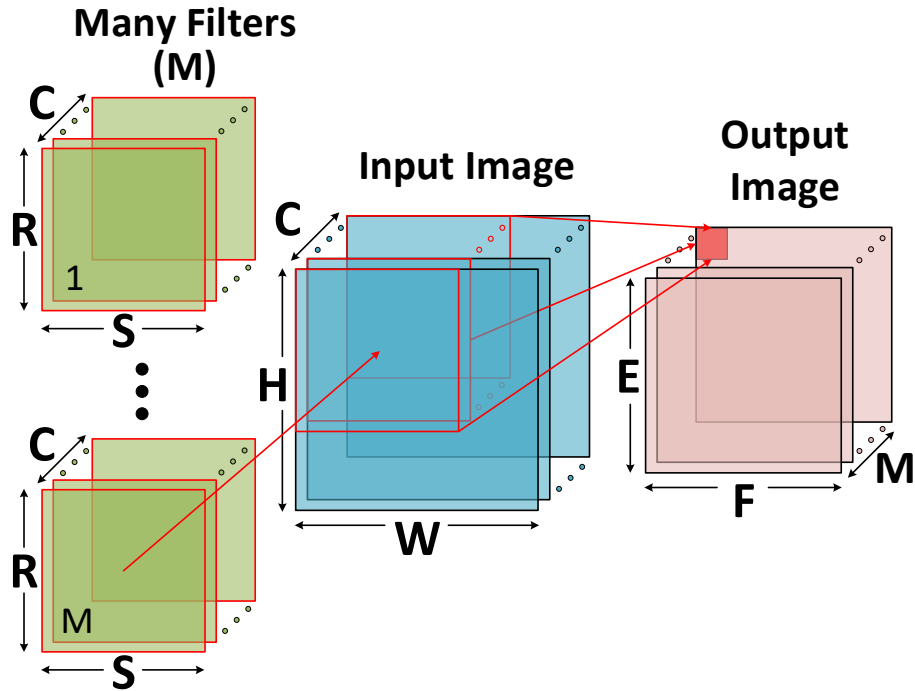 Many Filters
(M)
C
R
1
S
C
R
M
S
Input Image
C
H
W
Output
Image
E
F
M